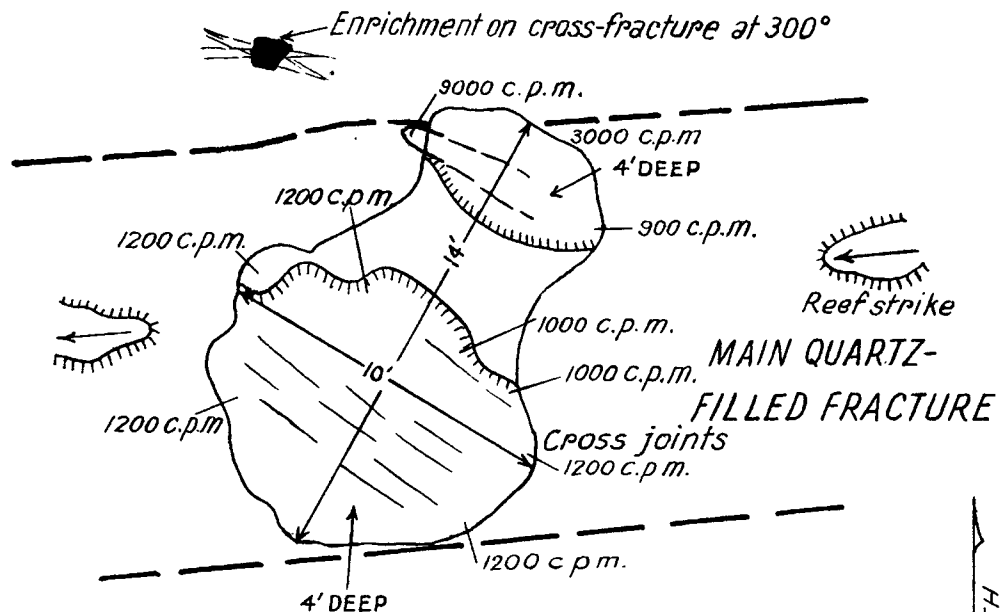 Enrichment on cross-fracture at 300°
9000 c.p.m.
3000 c.p.m
4' DEEP
1200 c.p.m.
1200 c.p.m.
900 c.p.m.
14'
Reef strike
1000 c.p.m.
MAIN QUARTZ-
1000 c.p.m.
10'
FILLED FRACTURE
1200 c.p.m
Cross joints
1200 c.p.m.
1200 c p m.
4' DEEP